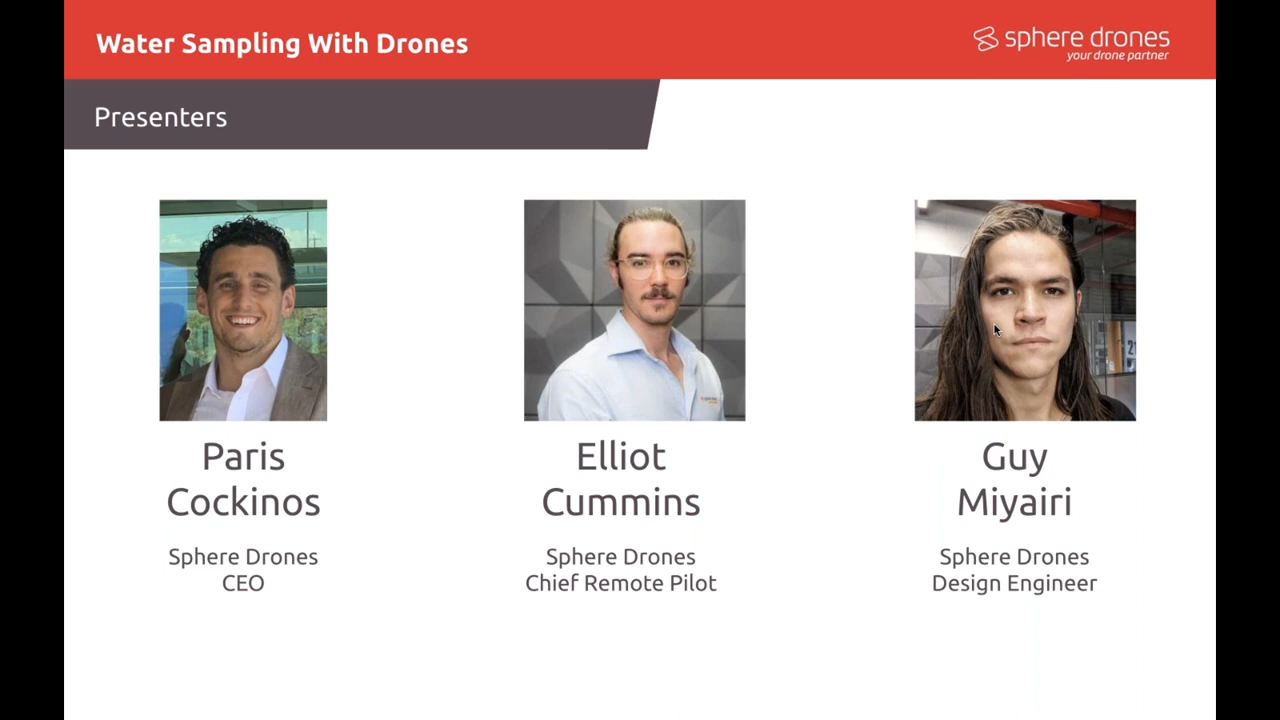 Water Sampling With Drones
sphere drones
your drone partner
Presenters
Paris
Cockinos
Sphere Drones
CEO
Elliot
Cummins
Sphere Drones
Chief Remote Pilot
Guy
Miyairi
Sphere Drones
Design Engineer